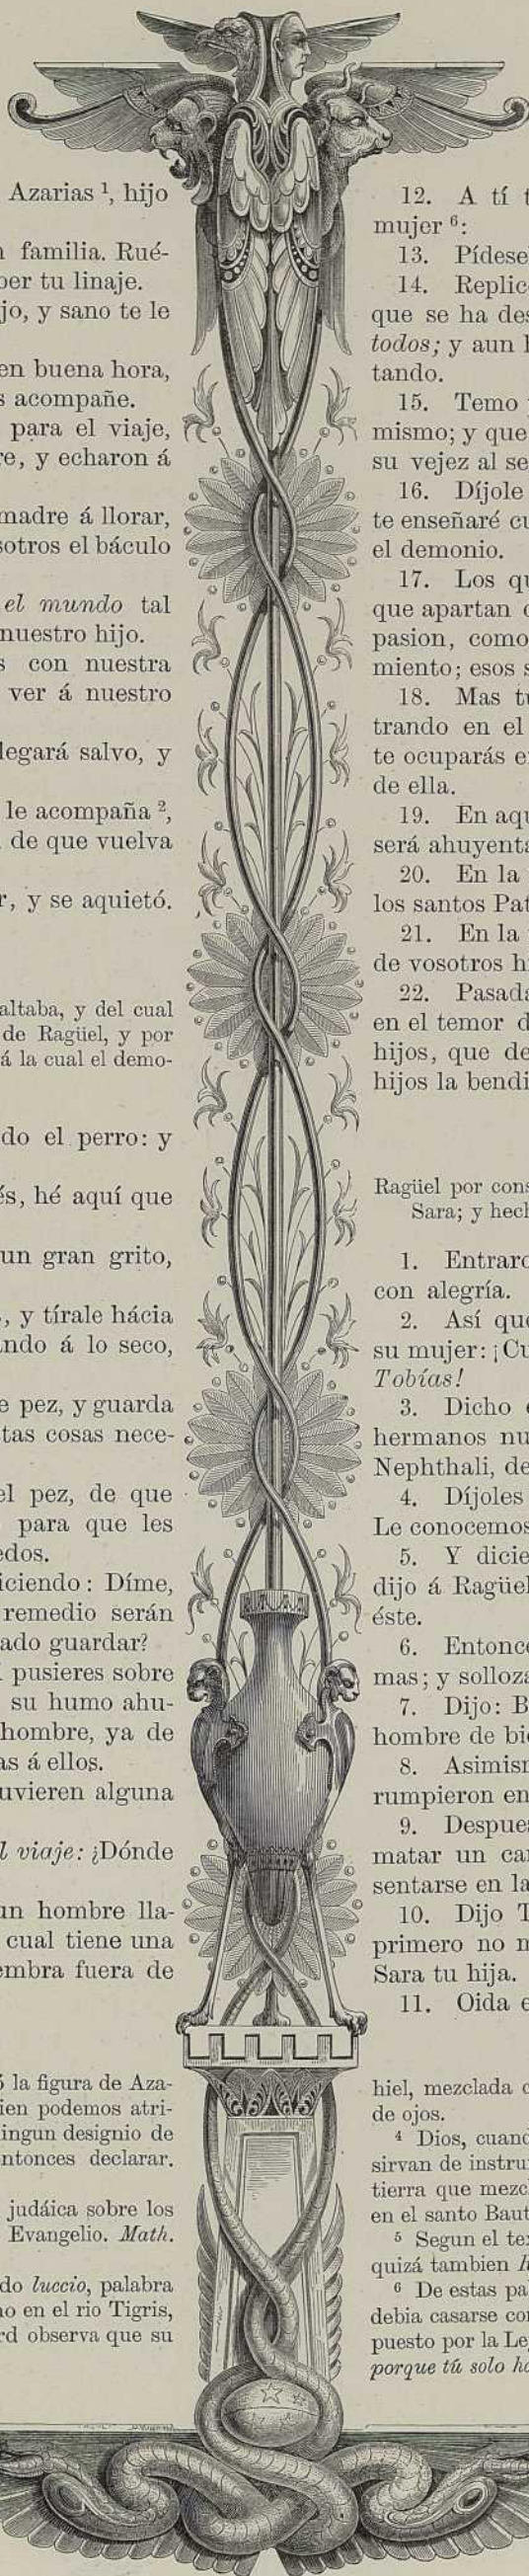 Azarias ¹, hijo
familia. Rué-
per tu linaje.
jo, y sano te le
en buena hora,
s acompañe.
para el viaje,
re, y echaron á
madre á llorar,
sotros el báculo
el mundo tal
nuestro hijo.
s con nuestra
ver á nuestro
legará salvo, y
le acompaña ²,
de que vuelva
r, y se aquietó.
altaba, y del cual
de Ragüel, y por
á la cual el demo-
do el perro: y
és, hé aquí que
un gran grito,
, y tírale hácia
ando á lo seco,
e pez, y guarda
stas cosas nece-
el pez, de que
para que les
edos.
iciendo: Díme,
remedio serán
ado guardar?
pusieres sobre
su humo ahu-
hombre, ya de
as á ellos.
uvieren alguna
l viaje: ¿Dónde
un hombre lla-
cual tiene una
embra fuera de
ó la figura de Aza-
ien podemos atri-
ningun designio de
entonces declarar.
judáica sobre los
Evangelio. Math.
do luccio, palabra
no en el rio Tigris,
rd observa que su
12. A tí t
mujer ⁶:
13. Pídese
14. Replic
que se ha des
todos; y aun l
tando.
15. Temo
mismo; y que
su vejez al se
16. Díjole
te enseñaré cu
el demonio.
17. Los qu
que apartan
pasion, como
miento; esos s
18. Mas tu
trando en el
te ocuparás e
de ella.
19. En aqu
será ahuyenta
20. En la
los santos Pat
21. En la
de vosotros h
22. Pasada
en el temor d
hijos, que de
hijos la bendi
Ragüel por cons
Sara; y hech
1. Entraro
con alegría.
2. Así que
su mujer: ¡Cu
Tobías!
3. Dicho e
hermanos nu
Nephthali, de
4. Díjoles
Le conocemos
5. Y dicie
dijo á Ragüel
éste.
6. Entonce
mas; y solloza
7. Dijo: B
hombre de bie
8. Asimism
rumpieron en
9. Despues
matar un car
sentarse en la
10. Dijo T
primero no m
Sara tu hija.
11. Oida e
hiel, mezclada c
de ojos.
⁴ Dios, cuand
sirvan de instru
tierra que mezc
en el santo Baut
⁵ Segun el tex
quizá tambien
⁶ De estas pa
debia casarse con
puesto por la Le
porque tú solo ha